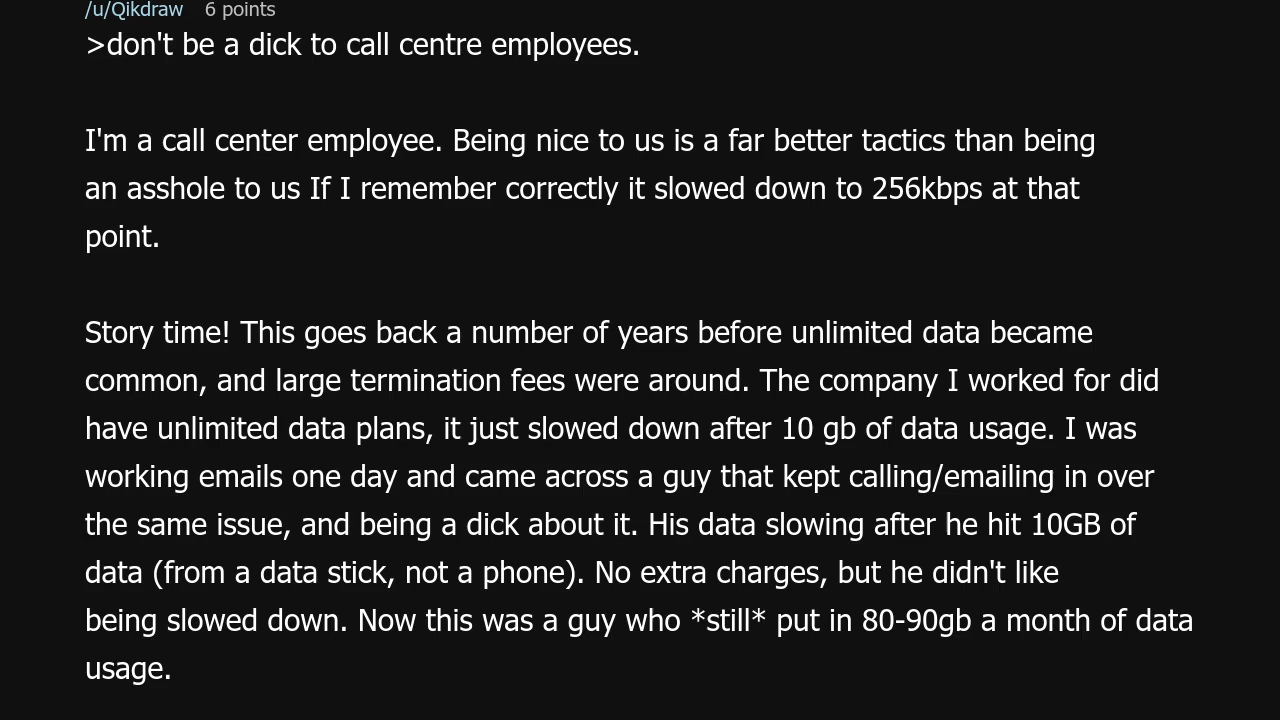 /u/Qikdraw 6 points
>don't be a dick to call centre employees.
I'm a call center employee. Being nice to us is a far better tactics than being
an asshole to us If I remember correctly it slowed down to 256kbps at that
point.
Story time! This goes back a number of years before unlimited data became
common, and large termination fees were around. The company I worked for did
have unlimited data plans, it just slowed down after 10 gb of data usage. I was
working emails one day and came across a guy that kept calling/emailing in over
the same issue, and being a dick about it. His data slowing after he hit 10GB of
data (from a data stick, not a phone). No extra charges, but he didn't like
being slowed down. Now this was a guy who *still* put in 80-90gb a month of data
usage.